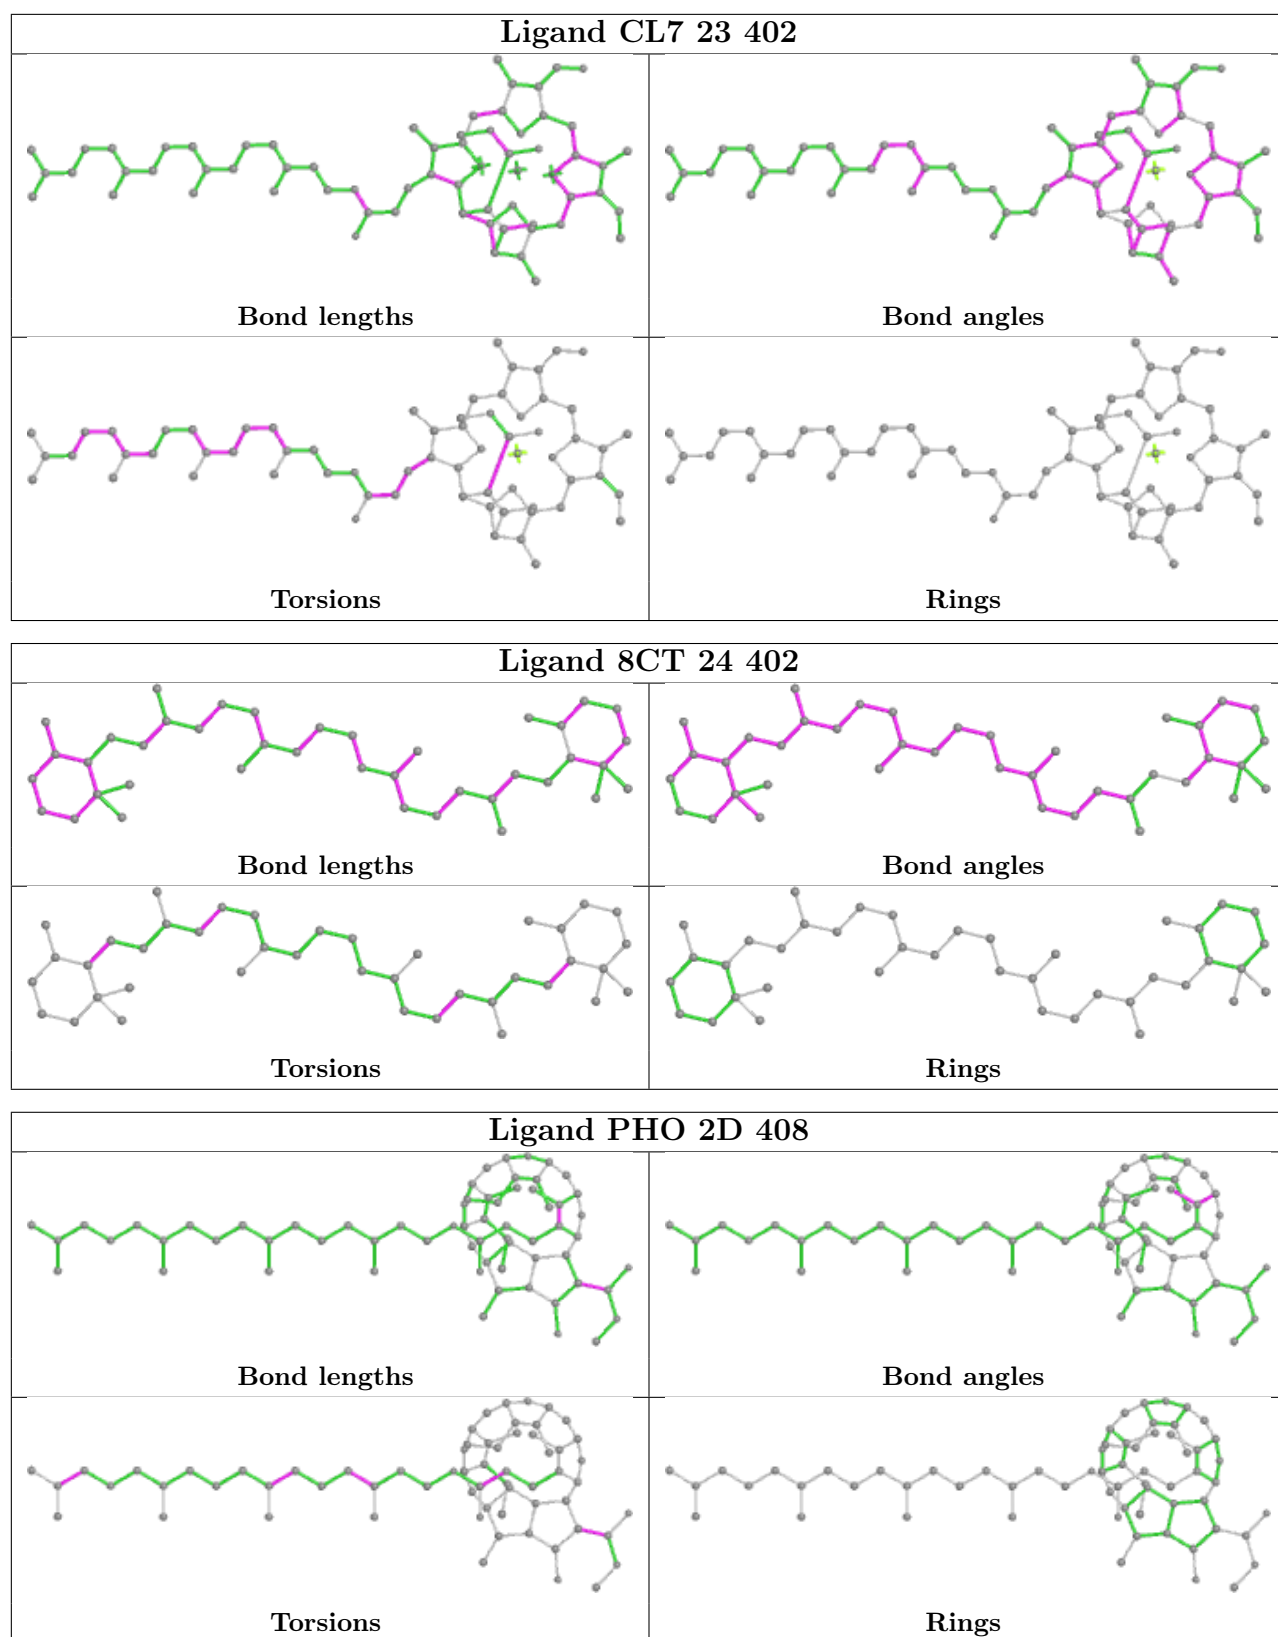 Ligand CL7 23 402
Bond lengths
Bond angles
Torsions
Rings
Ligand 8CT 24 402
Bond lengths
Bond angles
Torsions
Rings
Ligand PHO 2D 408
Bond lengths
Bond angles
Torsions
Rings